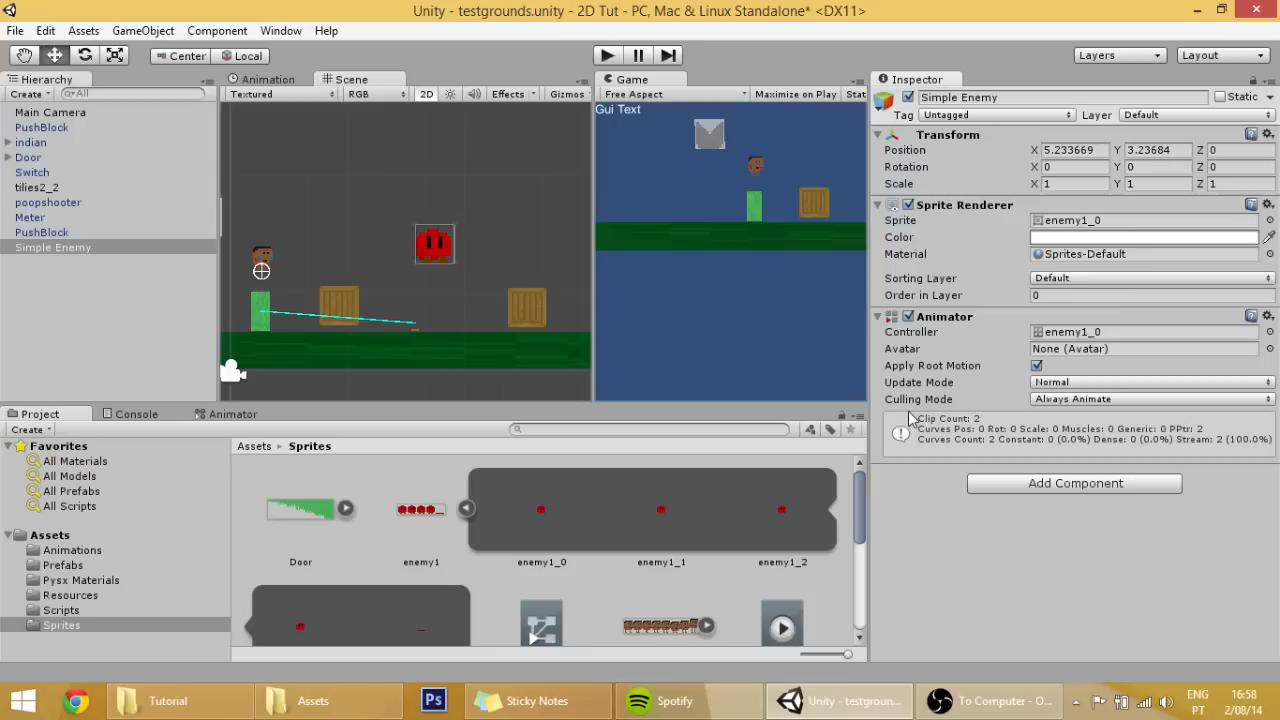 Unity - testgrounds.unity - 2D Tut - PC, Mac & Linux Standalone* <DX11>
File Edit Assets GameObject Component Window Help
Center Local Layers Layout
Hierarchy
Create All
Main Camera
PushBlock
indian
Door
Switch
tilies2_2
poopshooter
Meter
PushBlock
Simple Enemy
Animation Scene
Textured RGB 2D Effects Gizmos
Game
Free Aspect Maximize on Play Stat
Gui Text
Inspector
Simple Enemy Static
Tag Untagged Layer Default
Transform
Position X 5.233669 Y 3.23684 Z 0
Rotation X 0 Y 0 Z 0
Scale X 1 Y 1 Z 1
Sprite Renderer
Sprite enemy1_0
Color
Material Sprites-Default
Sorting Layer Default
Order in Layer 0
Animator
Controller enemy1_0
Avatar None (Avatar)
Apply Root Motion
Update Mode Normal
Culling Mode Always Animate
Clip Count: 2
Curves Pos: 0 Rot: 0 Scale: 0 Muscles: 0 Generic: 0 PPtr: 2
Curves Count: 2 Constant: 0 (0.0%) Dense: 0 (0.0%) Stream: 2 (100.0%)
Add Component
Project Console Animator
Create
Favorites
All Materials
All Models
All Prefabs
All Scripts
Assets
Animations
Prefabs
Pysx Materials
Resources
Scripts
Sprites
Assets Sprites
Door enemy1 enemy1_0 enemy1_1 enemy1_2
Tutorial Assets Ps Sticky Notes Spotify Unity - testgroun... To Computer - O...
ENG 16:58
PT 2/08/14